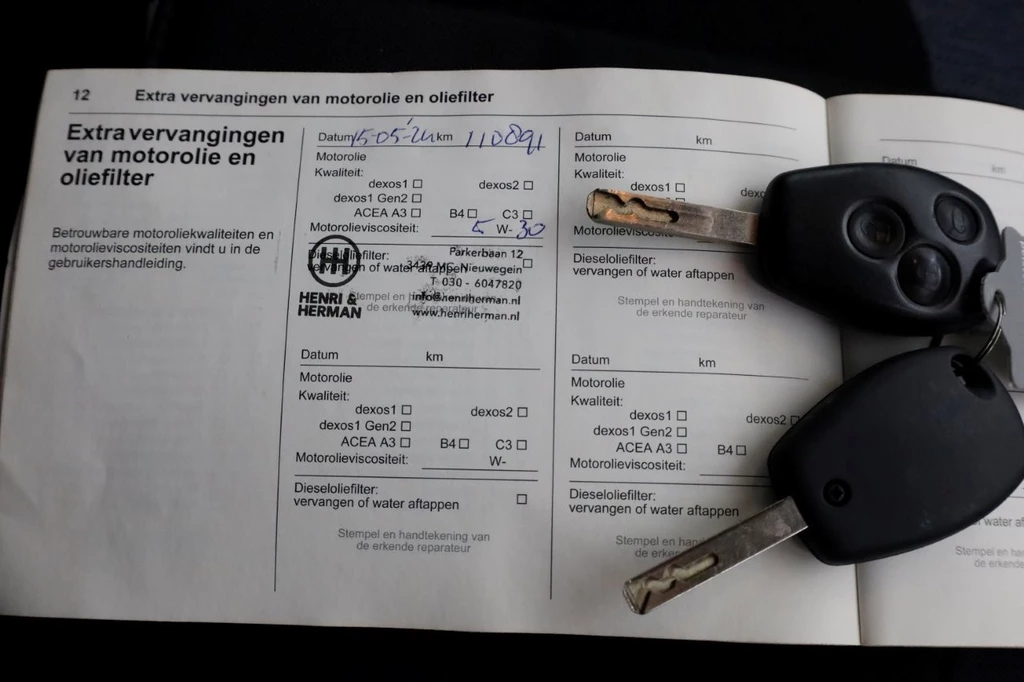 12 Extra vervangingen van motorolie en oliefilter
Extra vervangingen
van motorolie en
oliefilter
Betrouwbare motoroliekwaliteiten en
motorolieviscositeiten vindt u in de
gebruikershandleiding.
Datum 15-05-'24 km 110891
Motorolie
Kwaliteit:
dexos1 ☐ dexos2 ☐
dexos1 Gen2 ☐
ACEA A3 ☐ B4 ☐ C3 ☐
Motorolieviscositeit: 5 W- 30
Dieseloliefilter: ☐
vervangen of water aftappen
Stempel en
de erkende reparateur
HENRI &
HERMAN
Parkerbaan 12
MC Nieuwegein
T 030 - 6047820
info@henriherman.nl
www.henriherman.nl
Datum km
Motorolie
Kwaliteit:
dexos1 ☐ dexos2 ☐
dexos1 Gen2 ☐
ACEA A3 ☐ B4 ☐ C3 ☐
Motorolieviscositeit: W-
Dieseloliefilter:
vervangen of water aftappen ☐
Stempel en handtekening van
de erkende reparateur
Datum km
Motorolie
Kwaliteit:
dexos1 ☐
Dieseloliefilter:
vervangen of water aftappen
Stempel en handtekening van
de erkende reparateur
Datum km
Motorolie
Kwaliteit:
dexos1 ☐ dexos2 ☐
dexos1 Gen2 ☐
ACEA A3 ☐ B4 ☐
Motorolieviscositeit:
Dieseloliefilter:
vervangen of water aftappen
Stempel en
Datum km